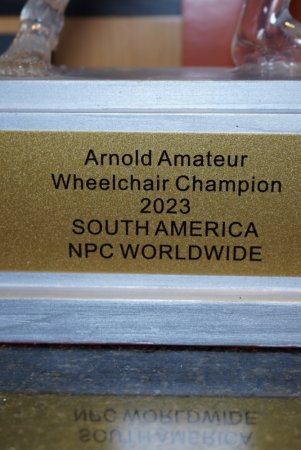 Arnold Amateur
Wheelchair Champion
2023
SOUTH AMERICA
NPC WORLDWIDE